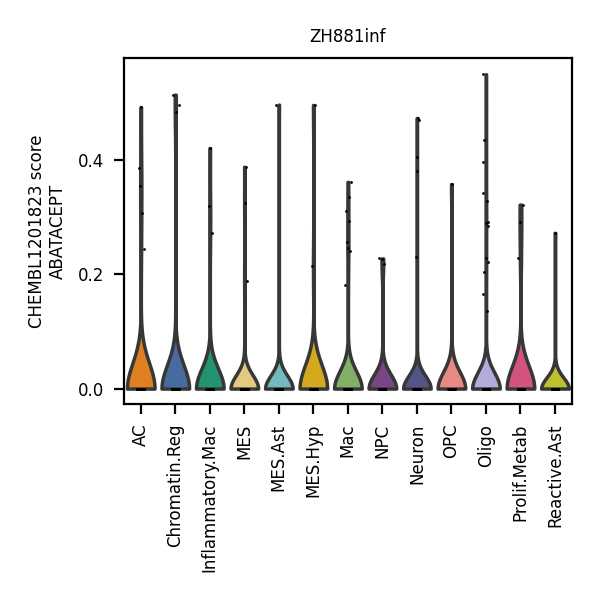 ZH881inf
CHEMBL1201823 score
ABATACEPT
0.4
0.2
0.0
AC
Chromatin.Reg
Inflammatory.Mac
MES
MES.Ast
MES.Hyp
Mac
NPC
Neuron
OPC
Oligo
Prolif.Metab
Reactive.Ast